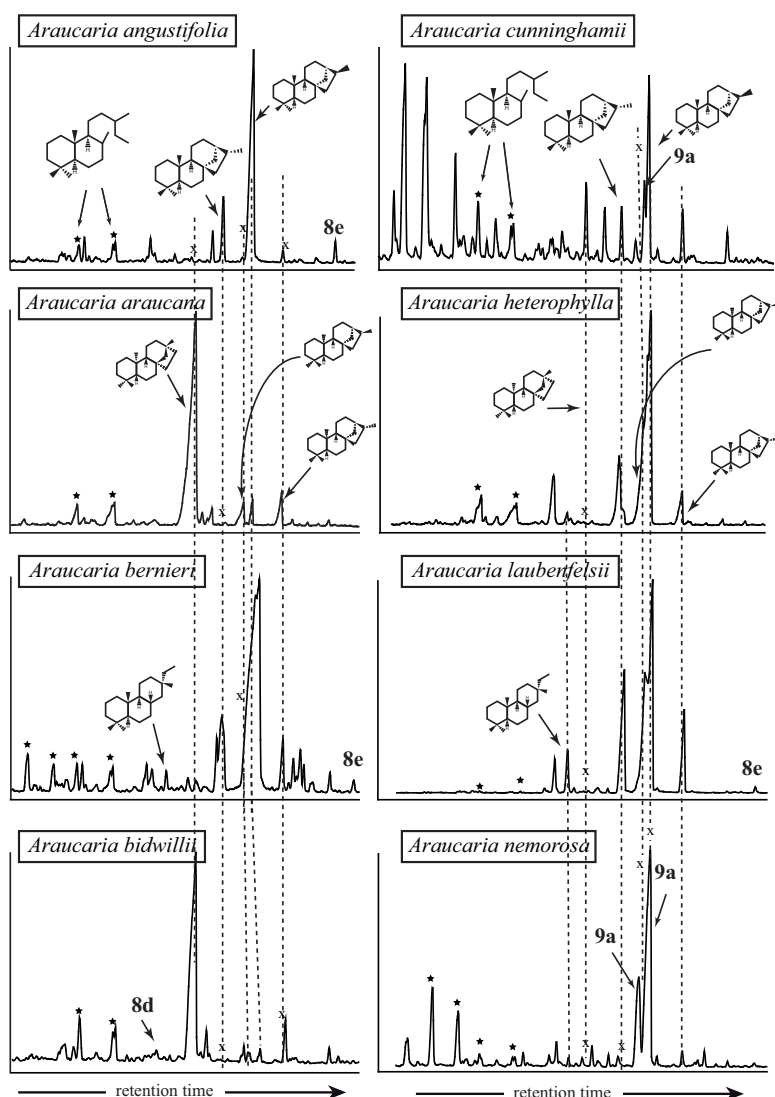 Araucaria angustifolia
x
x
x
x
8e
Araucaria cunninghamii
x
9a
Araucaria araucana
x
Araucaria heterophylla
x
Araucaria bernieri
x
8e
Araucaria laubenfelsii
x
8e
Araucaria bidwillii
8d
x
x
retention time
Araucaria nemorosa
x
x
9a
9a
x
x
retention time